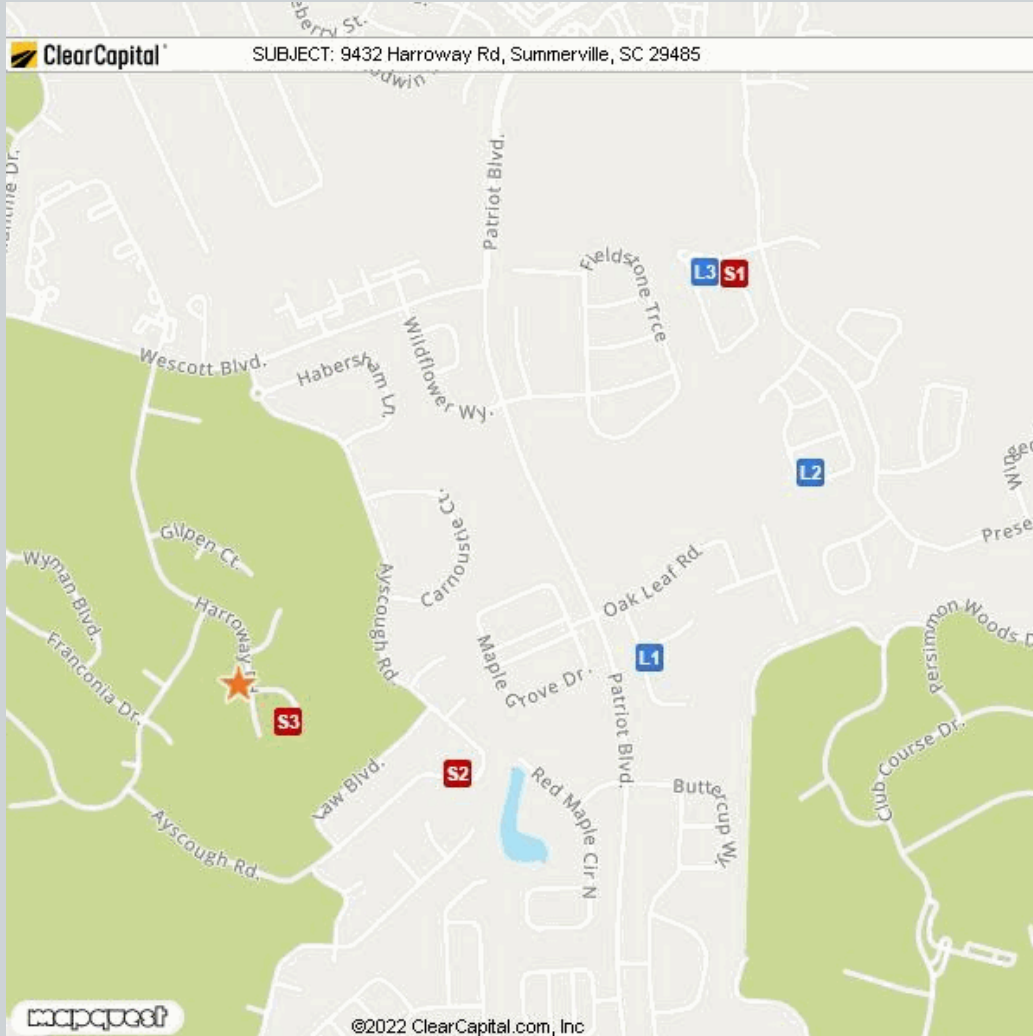 ClearCapital
SUBJECT: 9432 Harroway Rd, Summerville, SC 29485
Patriot Blvd.
Fieldstone Trce
L3
S1
Wescott Blvd.
Habersham Ln.
Wildflower Wy.
L2
Carnoustie Ct.
Gilpen Ct.
Wyman Blvd.
Ayscough Rd.
Oak Leaf Rd.
Harroway
Franconia Dr.
Maple Grove Dr.
L1
Persimmon Woods D
Patriot Blvd.
S3
S2
Law Blvd.
Red Maple Cir N
Buttercup Wy.
Club Course Dr.
Ayscough Rd.
mapquest
©2022 ClearCapital.com, Inc